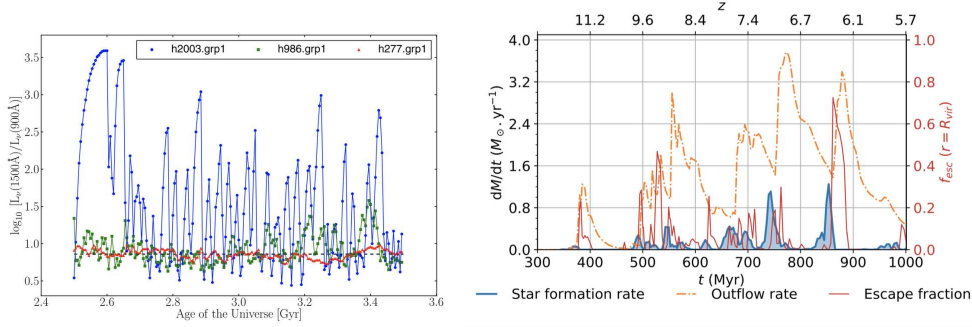 h2003.grp1 h986.grp1 h277.grp1
log₁₀ [Lν(1500Å)/Lν(900Å)]
3.5
3.0
2.5
2.0
1.5
1.0
0.5
2.4 2.6 2.8 3.0 3.2 3.4 3.6
Age of the Universe [Gyr]
z
11.2 9.6 8.4 7.4 6.7 6.1 5.7
dM/dt (M⊙. yr⁻¹)
4.0
3.2
2.4
1.6
0.8
0.0
1.0
0.8
0.6
0.4
0.2
0.0
fesc (r = Rvir)
300 400 500 600 700 800 900 1000
t (Myr)
Star formation rate Outflow rate Escape fraction